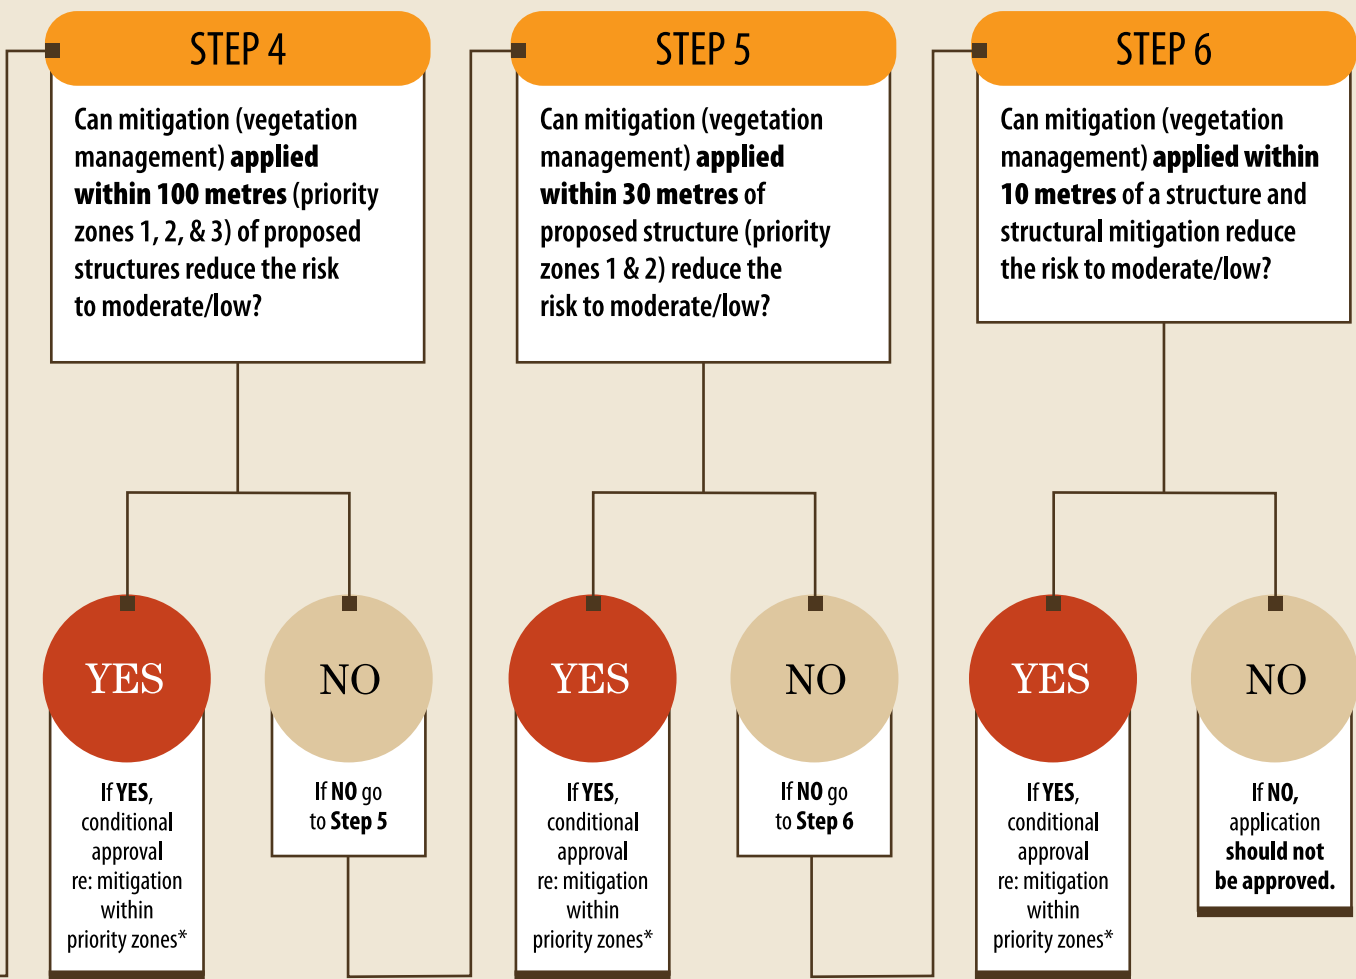 STEP 4
Can mitigation (vegetation
management) applied
within 100 metres (priority
zones 1, 2, & 3) of proposed
structures reduce the risk
to moderate/low?
YES
If YES,
conditional
approval
re: mitigation
within
priority zones*
NO
If NO go
to Step 5
STEP 5
Can mitigation (vegetation
management) applied
within 30 metres of
proposed structure (priority
zones 1 & 2) reduce the
risk to moderate/low?
YES
If YES,
conditional
approval
re: mitigation
within
priority zones*
NO
If NO go
to Step 6
STEP 6
Can mitigation (vegetation
management) applied within
10 metres of a structure and
structural mitigation reduce
the risk to moderate/low?
YES
If YES,
conditional
approval
re: mitigation
within
priority zones*
NO
If NO,
application
should not
be approved.